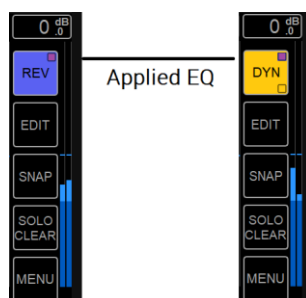 0 dB .0
REV
EDIT
SNAP
SOLO
CLEAR
MENU
Applied EQ
0 dB .0
DYN
EDIT
SNAP
SOLO
CLEAR
MENU